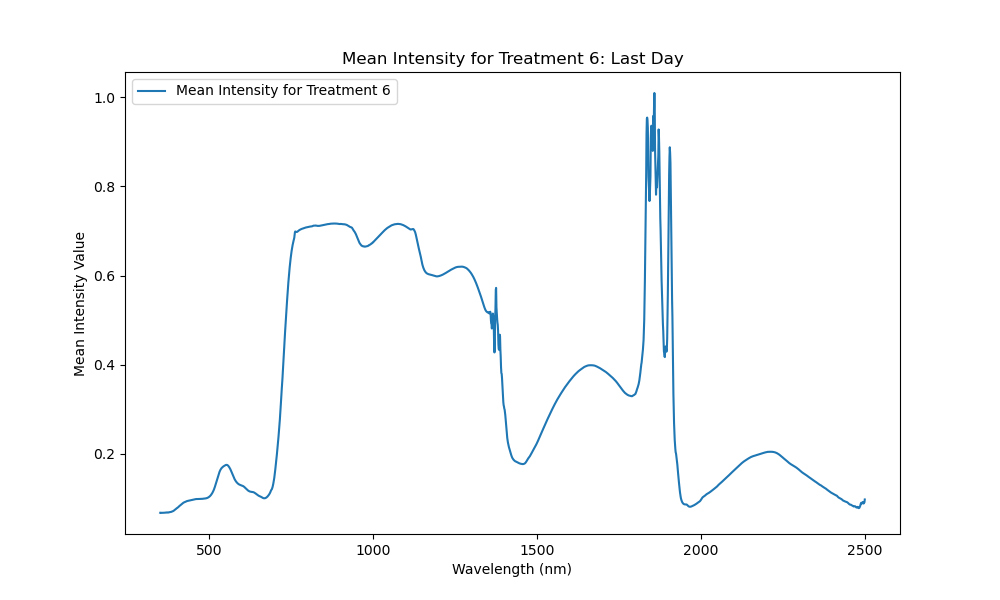 Mean Intensity for Treatment 6: Last Day
Mean Intensity for Treatment 6
Mean Intensity Value
1.0
0.8
0.6
0.4
0.2
500 1000 1500 2000 2500
Wavelength (nm)